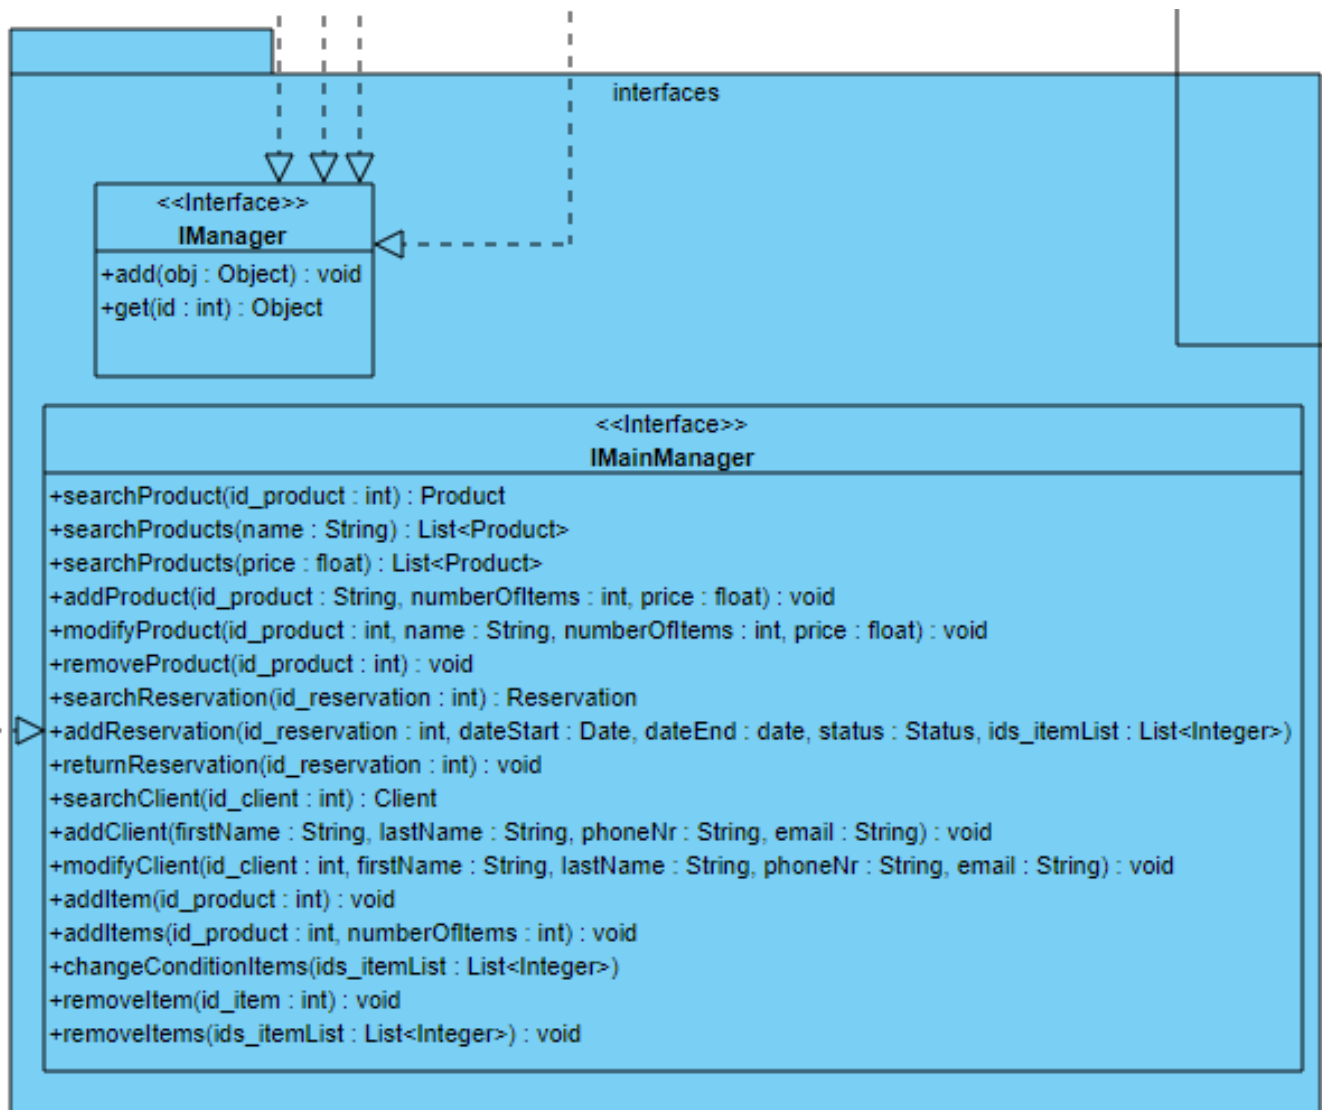 interfaces
<<Interface>>
IManager
+add(obj : Object) : void
+get(id : int) : Object
<<Interface>>
IMainManager
+searchProduct(id_product : int) : Product
+searchProducts(name : String) : List<Product>
+searchProducts(price : float) : List<Product>
+addProduct(id_product : String, numberOfItems : int, price : float) : void
+modifyProduct(id_product : int, name : String, numberOfItems : int, price : float) : void
+removeProduct(id_product : int) : void
+searchReservation(id_reservation : int) : Reservation
+addReservation(id_reservation : int, dateStart : Date, dateEnd : date, status : Status, ids_itemList : List<Integer>)
+returnReservation(id_reservation : int) : void
+searchClient(id_client : int) : Client
+addClient(firstName : String, lastName : String, phoneNr : String, email : String) : void
+modifyClient(id_client : int, firstName : String, lastName : String, phoneNr : String, email : String) : void
+addItem(id_product : int) : void
+addItems(id_product : int, numberOfItems : int) : void
+changeConditionItems(ids_itemList : List<Integer>)
+removeItem(id_item : int) : void
+removeItems(ids_itemList : List<Integer>) : void